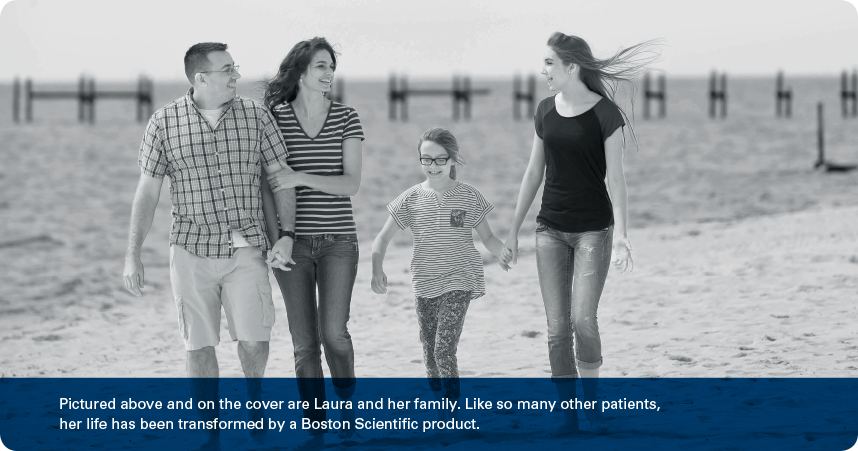 Pictured above and on the cover are Laura and her family. Like so many other patients,
her life has been transformed by a Boston Scientific product.